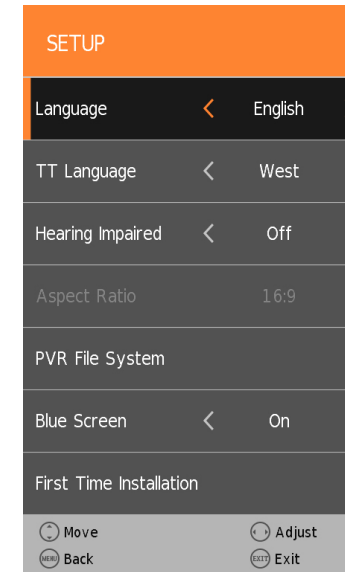 SETUP
Language < English
TT Language < West
Hearing Impaired < Off
Aspect Ratio 16:9
PVR File System
Blue Screen < On
First Time Installation
Move Adjust
MENU Back EXIT Exit